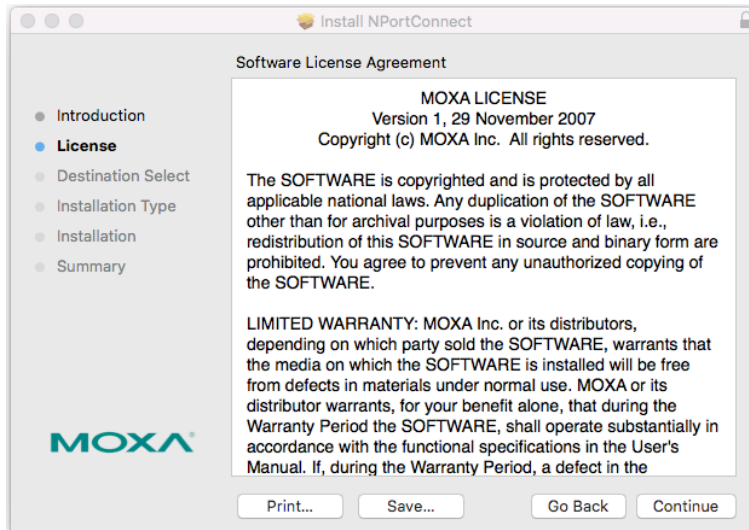 Install NPortConnect
Software License Agreement
Introduction
License
Destination Select
Installation Type
Installation
Summary
MOXA LICENSE
Version 1, 29 November 2007
Copyright (c) MOXA Inc.  All rights reserved.
The SOFTWARE is copyrighted and is protected by all
applicable national laws. Any duplication of the SOFTWARE
other than for archival purposes is a violation of law, i.e.,
redistribution of this SOFTWARE in source and binary form are
prohibited. You agree to prevent any unauthorized copying of
the SOFTWARE.
LIMITED WARRANTY: MOXA Inc. or its distributors,
depending on which party sold the SOFTWARE, warrants that
the media on which the SOFTWARE is installed will be free
from defects in materials under normal use. MOXA or its
distributor warrants, for your benefit alone, that during the
Warranty Period the SOFTWARE, shall operate substantially in
accordance with the functional specifications in the User's
Manual. If, during the Warranty Period, a defect in the
MOXA
Print...
Save...
Go Back
Continue